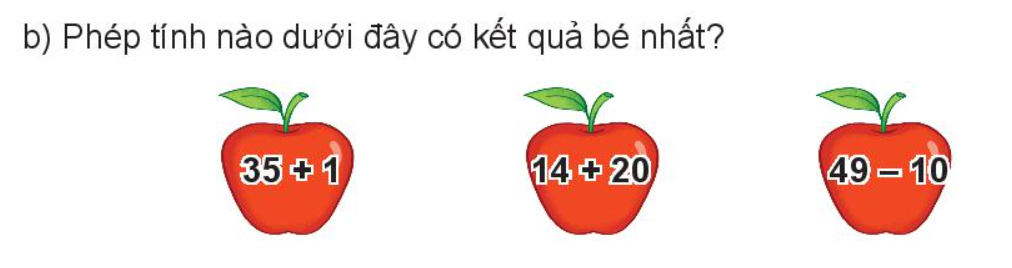 b) Phép tính nào dưới đây có kết quả bé nhất?
35 + 1 14 + 20 49 – 10